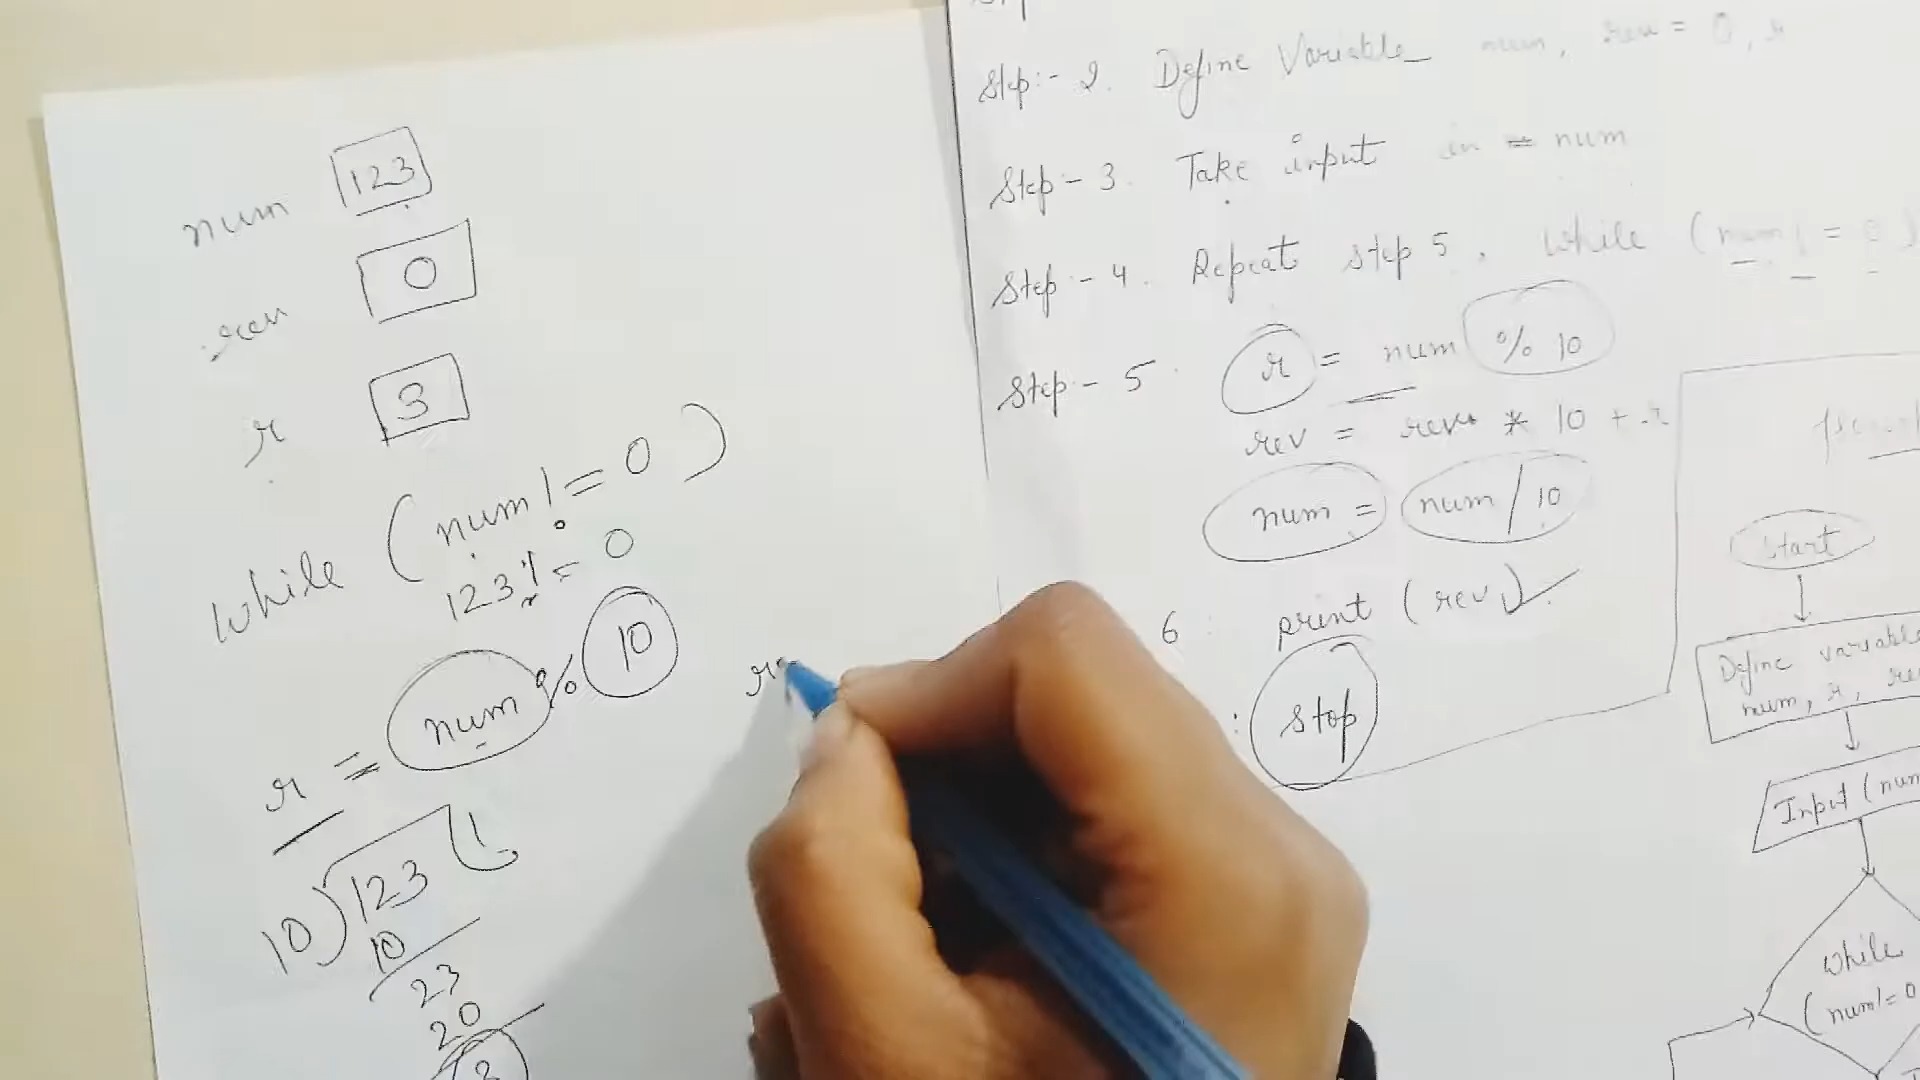 num 123
rev 0
r 3
while (num != 0)
123 != 0
r = num % 10
10) 123 (1
10
23
20
3
Step:- 2. Define Variable num, rev = 0, r
Step:- 3. Take input in = num
Step:- 4. Repeat step 5, while (num! = 0)
Step:- 5. r = num % 10
rev = rev * 10 + r
num = num / 10
6: print (rev)
: stop
start
Define variable
num, r, rev
Input (num
while
(num!=0